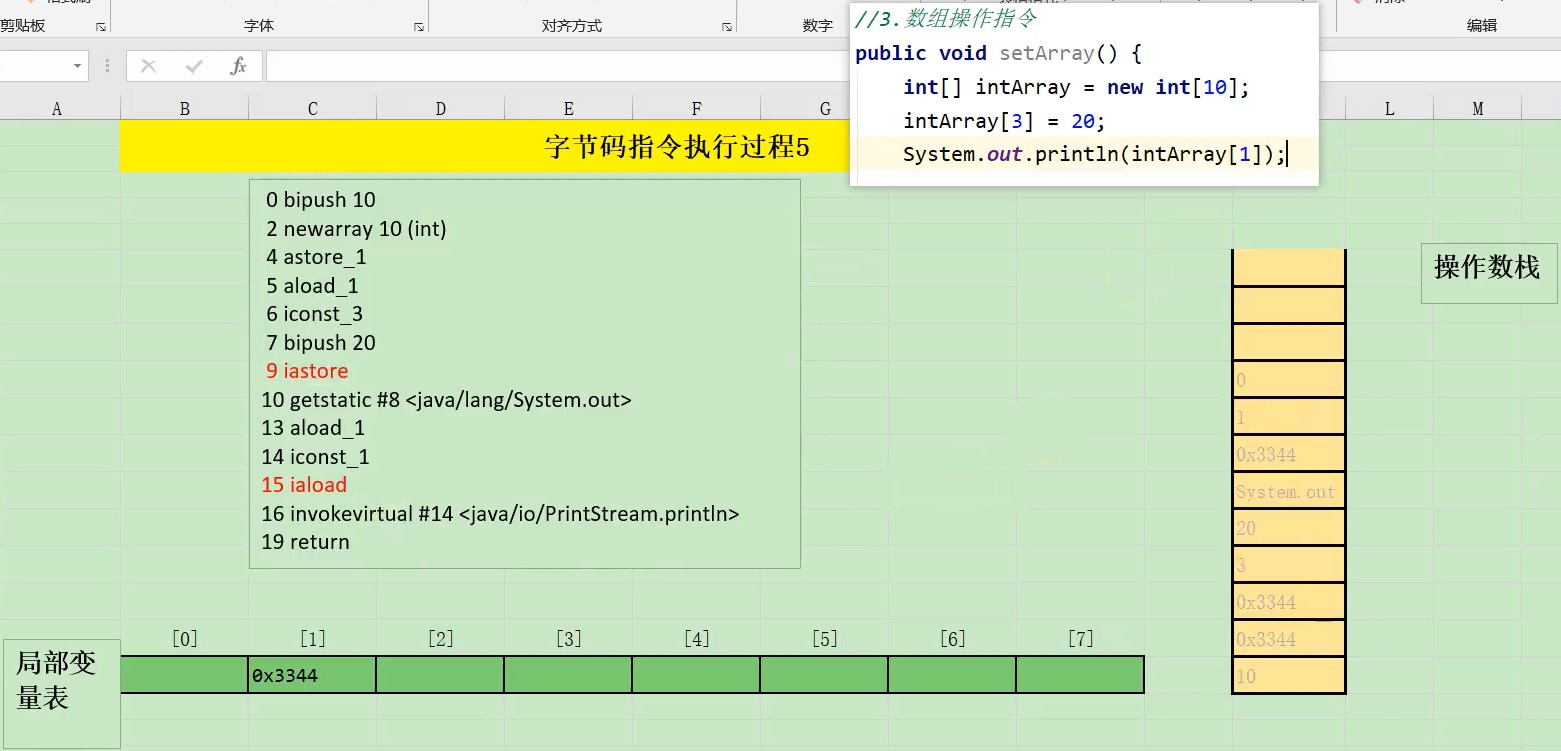 剪贴板 字体 对齐方式 数字 编辑
fx
A B C D E F G L M
//3.数组操作指令
public void setArray() {
int[] intArray = new int[10];
intArray[3] = 20;
System.out.println(intArray[1]);
字节码指令执行过程5
0 bipush 10
2 newarray 10 (int)
4 astore_1
5 aload_1
6 iconst_3
7 bipush 20
9 iastore
10 getstatic #8 <java/lang/System.out>
13 aload_1
14 iconst_1
15 iaload
16 invokevirtual #14 <java/io/PrintStream.println>
19 return
操作数栈
0
1
0x3344
System.out
20
3
0x3344
0x3344
10
[0] [1] [2] [3] [4] [5] [6] [7]
局部变
量表
0x3344